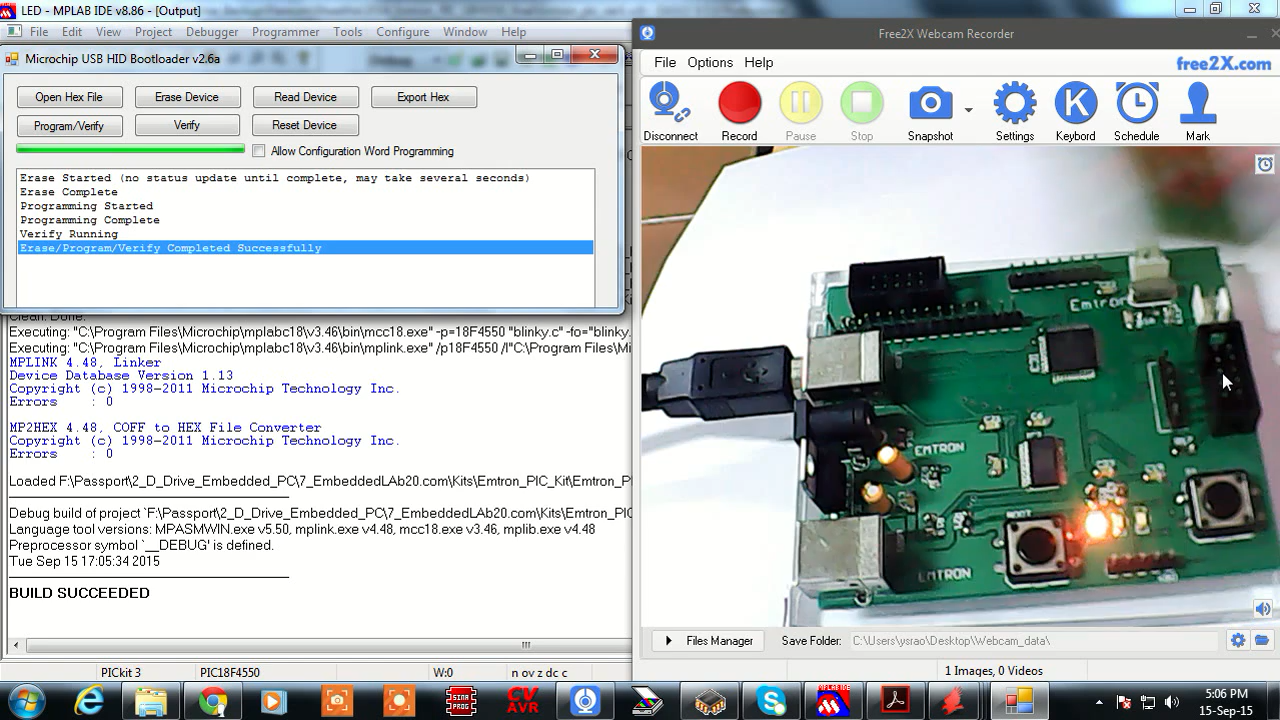 LED - MPLAB IDE v8.86 - [Output]
File Edit View Project Debugger Programmer Tools Configure Window Help
Microchip USB HID Bootloader v2.6a
Open Hex File Erase Device Read Device Export Hex
Program/Verify Verify Reset Device
Allow Configuration Word Programming
Erase Started (no status update until complete, may take several seconds)
Erase Complete
Programming Started
Programming Complete
Verify Running
Erase/Program/Verify Completed Successfully
Clean: Done.
Executing: "C:\Program Files\Microchip\mplabc18\v3.46\bin\mcc18.exe" -p=18F4550 "blinky.c" -fo="blinky.
Executing: "C:\Program Files\Microchip\mplabc18\v3.46\bin\mplink.exe" /p18F4550 /l"C:\Program Files\Mi
MPLINK 4.48, Linker
Device Database Version 1.13
Copyright (c) 1998-2011 Microchip Technology Inc.
Errors : 0
MP2HEX 4.48, COFF to HEX File Converter
Copyright (c) 1998-2011 Microchip Technology Inc.
Errors : 0
Loaded F:\Passport\2_D_Drive_Embedded_PC\7_EmbeddedLAb20.com\Kits\Emtron_PIC_Kit\Emtron_P
Debug build of project `F:\Passport\2_D_Drive_Embedded_PC\7_EmbeddedLAb20.com\Kits\Emtron_PIC
Language tool versions: MPASMWIN.exe v5.50, mplink.exe v4.48, mcc18.exe v3.46, mplib.exe v4.48
Preprocessor symbol `__DEBUG' is defined.
Tue Sep 15 17:05:34 2015
BUILD SUCCEEDED
PICkit 3 PIC18F4550 W:0 n ov z dc c
Free2X Webcam Recorder
File Options Help
free2X.com
Disconnect Record Pause Stop Snapshot Settings Keybord Schedule Mark
Emtron
EMTRON
BOOT
EMTRON
Files Manager Save Folder: C:\Users\ysrao\Desktop\Webcam_data\
1 Images, 0 Videos
SINA PROG
CV AVR
MPLAB IDE
5:06 PM
15-Sep-15